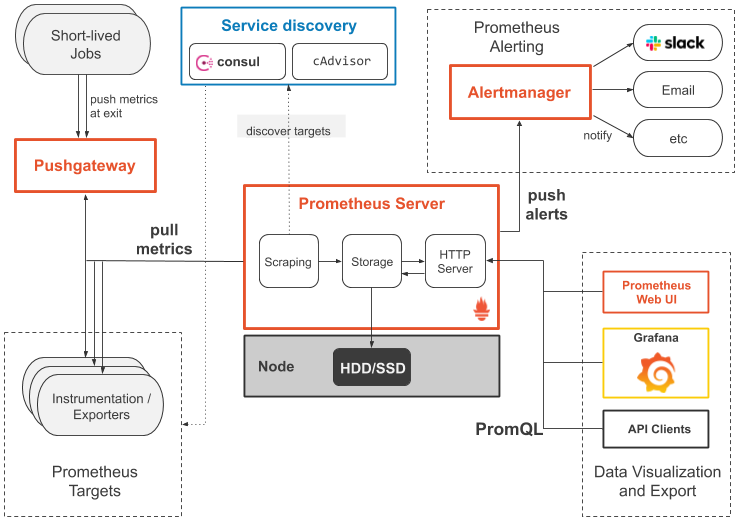 Short-lived
Jobs
push metrics
at exit
Pushgateway
Service discovery
consul
cAdvisor
discover targets
Prometheus
Alerting
Alertmanager
slack
Email
etc
notify
push
alerts
pull
metrics
Prometheus Server
Scraping
Storage
HTTP
Server
Node
HDD/SSD
Instrumentation /
Exporters
Prometheus
Targets
PromQL
Prometheus
Web UI
Grafana
API Clients
Data Visualization
and Export